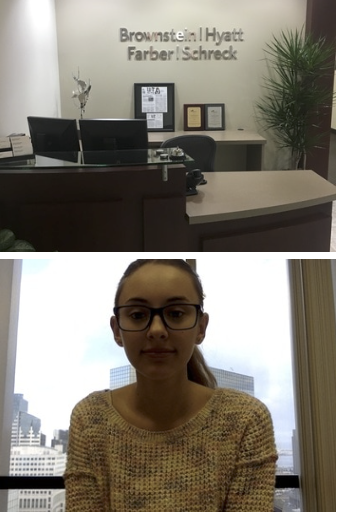 Brownstein | Hyatt
Farber | Schreck